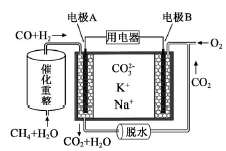 电极A 电极B
CO+H₂ 用电器
O₂
催化重整
CO₃²⁻
K⁺
Na⁺
CO₂
CH₄+H₂O
CO₂+H₂O
脱水